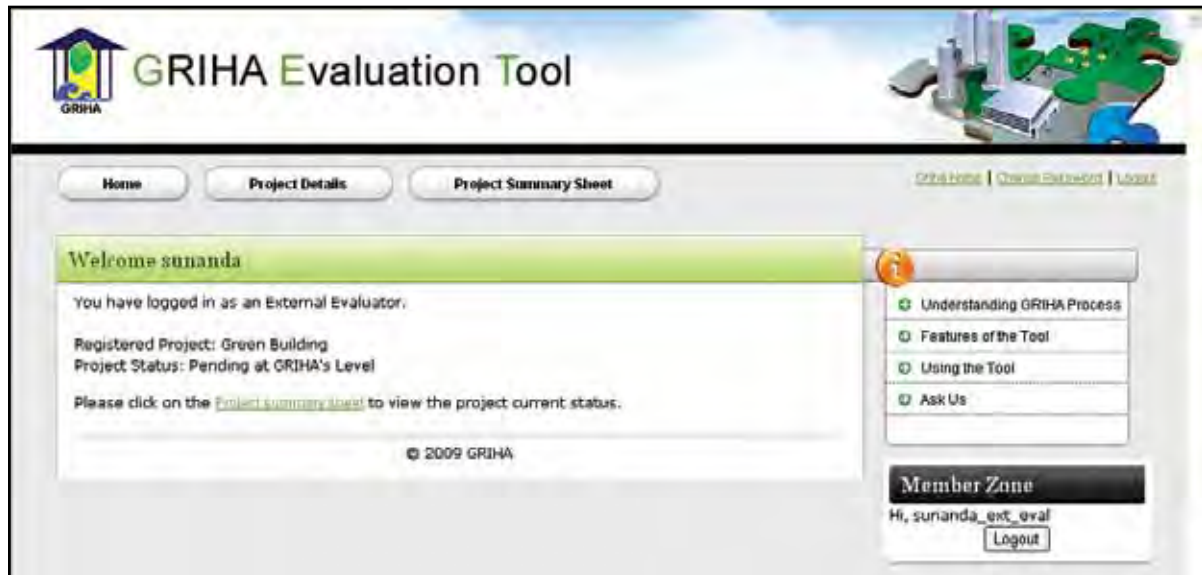 GRIHA
GRIHA Evaluation Tool
Home
Project Details
Project Summary Sheet
Griha Home | Change Password | Logout
Welcome sunanda
You have logged in as an External Evaluator.
Registered Project: Green Building
Project Status: Pending at GRIHA's Level
Please click on the Project summary sheet to view the project current status.
© 2009 GRIHA
Understanding GRIHA Process
Features of the Tool
Using the Tool
Ask Us
Member Zone
Hi, sunanda_ext_eval
Logout